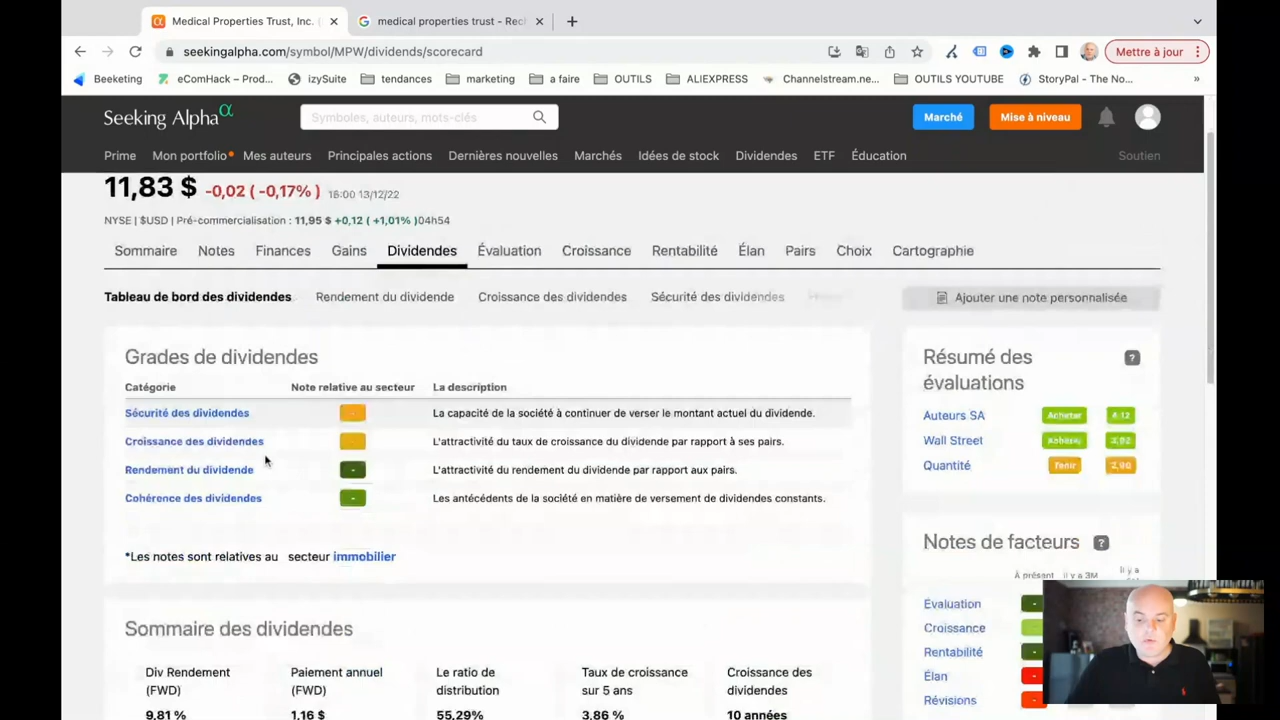 Medical Properties Trust, Inc. (
medical properties trust - Rech
seekingalpha.com/symbol/MPW/dividends/scorecard
Mettre à jour
Beeketing
eComHack – Prod...
izySuite
tendances
marketing
a faire
OUTILS
ALIEXPRESS
Channelstream.ne...
OUTILS YOUTUBE
StoryPal - The No...
»
Seeking Alpha α
Symboles, auteurs, mots-clés
Marché
Mise à niveau
Prime
Mon portfolio
Mes auteurs
Principales actions
Dernières nouvelles
Marchés
Idées de stock
Dividendes
ETF
Éducation
Soutien
11,83 $ -0,02 ( -0,17% ) 16:00 13/12/22
NYSE | $USD | Pré-commercialisation : 11,95 $ +0,12 ( +1,01% )04h54
Sommaire
Notes
Finances
Gains
Dividendes
Évaluation
Croissance
Rentabilité
Élan
Pairs
Choix
Cartographie
Tableau de bord des dividendes
Rendement du dividende
Croissance des dividendes
Sécurité des dividendes
Ajouter une note personnalisée
Grades de dividendes
Catégorie Note relative au secteur La description
Sécurité des dividendes - La capacité de la société à continuer de verser le montant actuel du dividende.
Croissance des dividendes - L'attractivité du taux de croissance du dividende par rapport à ses pairs.
Rendement du dividende - L'attractivité du rendement du dividende par rapport aux pairs.
Cohérence des dividendes - Les antécédents de la société en matière de versement de dividendes constants.
*Les notes sont relatives au secteur immobilier
Sommaire des dividendes
Div Rendement
(FWD)
9,81 %
Paiement annuel
(FWD)
1,16 $
Le ratio de
distribution
55,29%
Taux de croissance
sur 5 ans
3,86 %
Croissance des
dividendes
10 années
Résumé des
évaluations
?
Auteurs SA Acheter 4,12
Wall Street
Quantité Tenir
Notes de facteurs ?
À présent il y a 3M il y a
Évaluation -
Croissance
Rentabilité -
Élan
Révisions